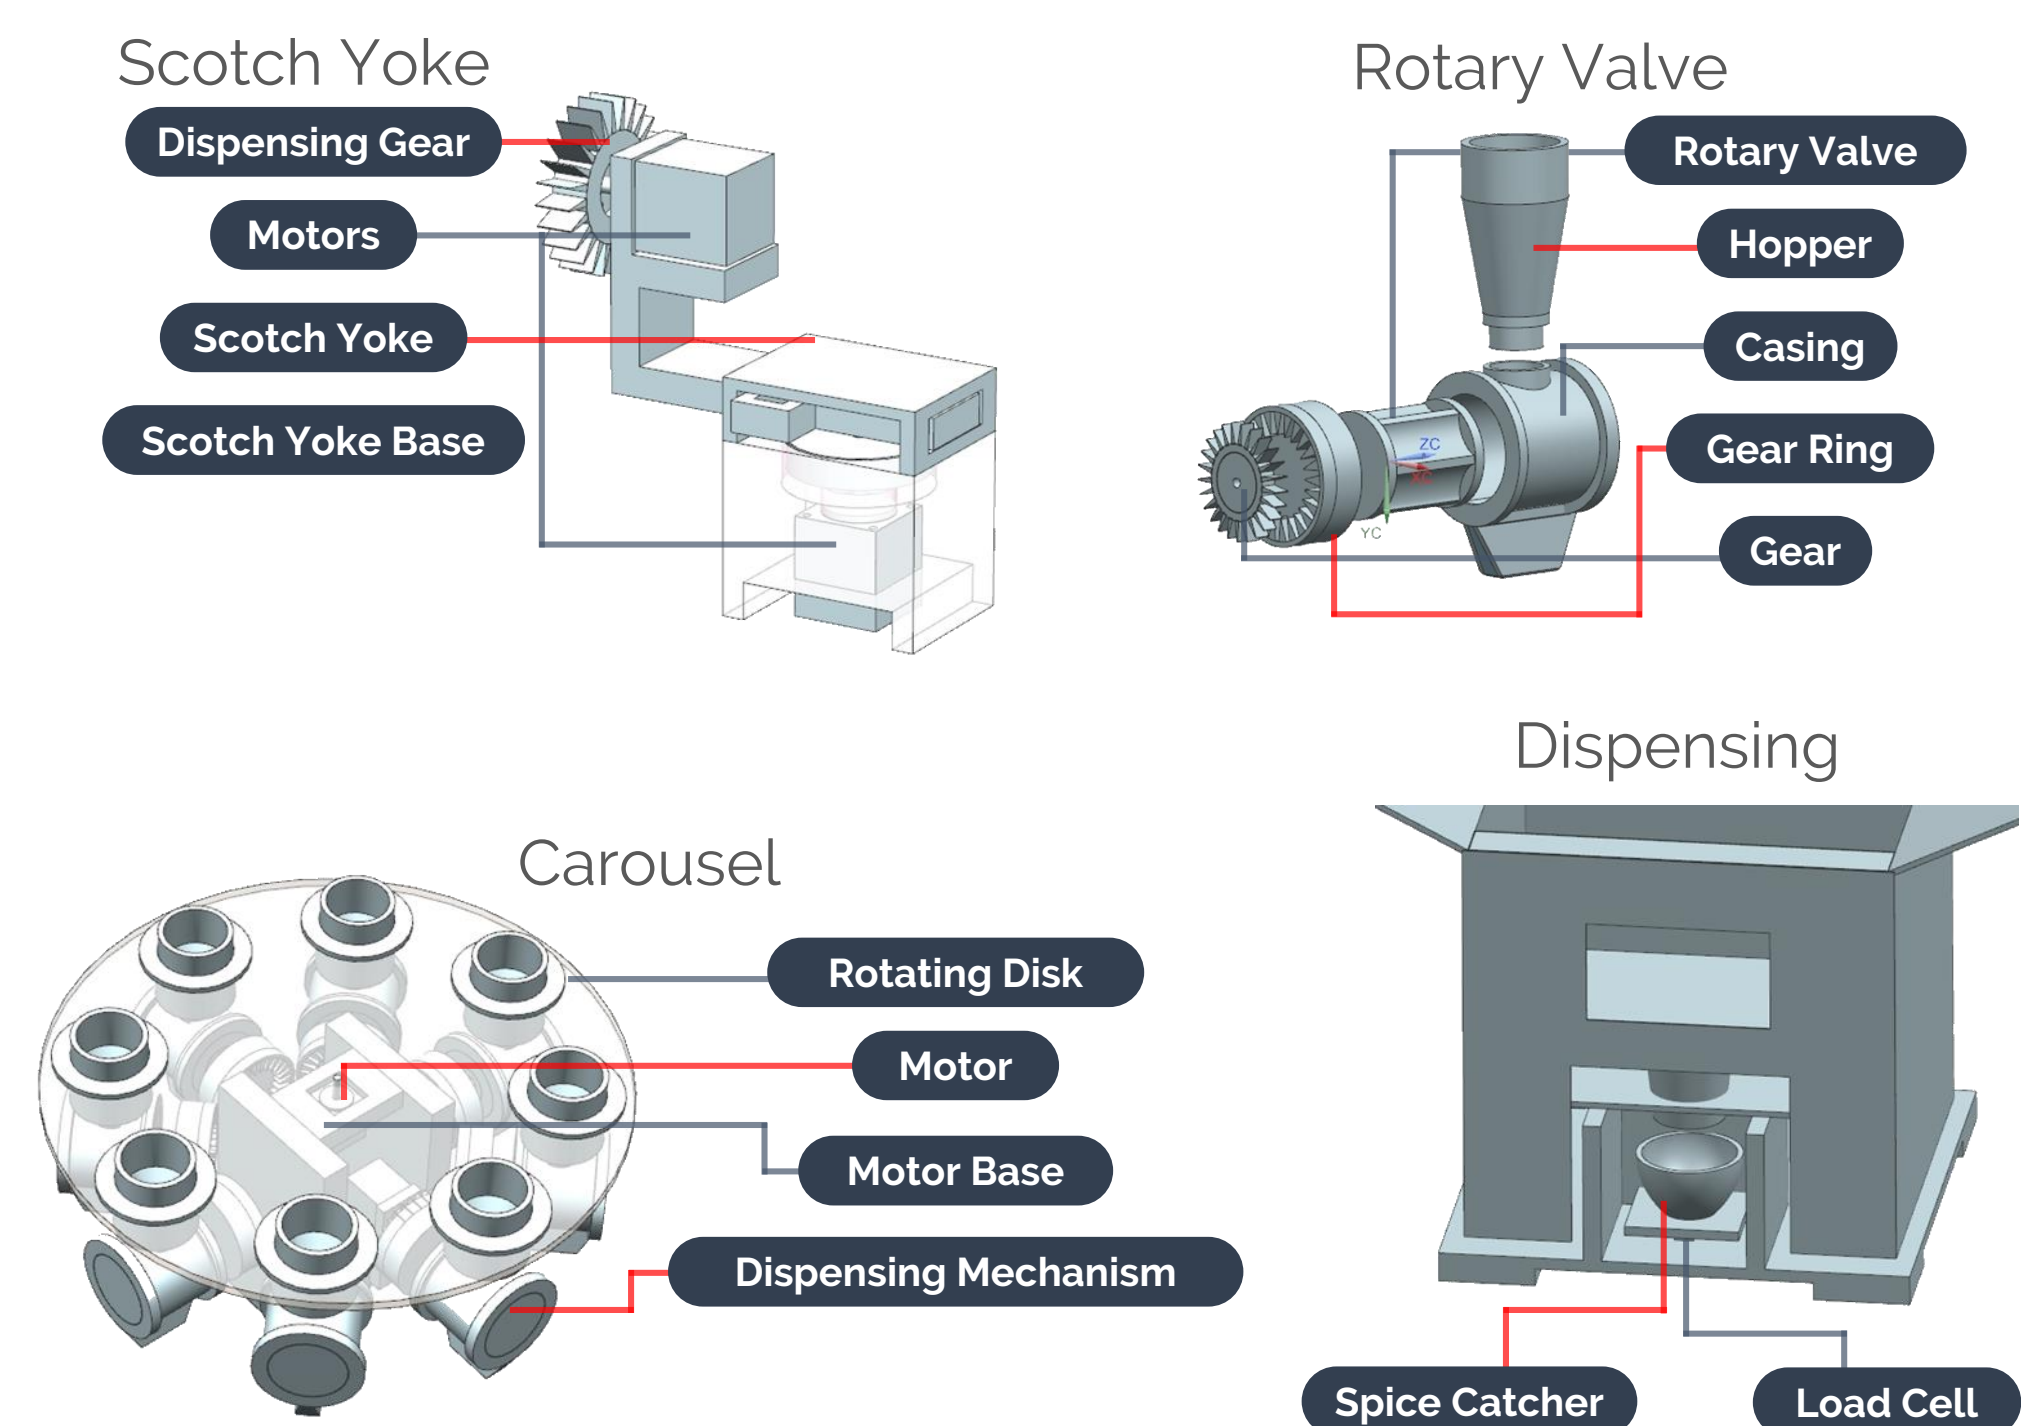 Scotch Yoke
Dispensing Gear
Motors
Scotch Yoke
Scotch Yoke Base
Rotary Valve
Rotary Valve
Hopper
Casing
Gear Ring
Gear
ZC
XC
YC
Carousel
Rotating Disk
Motor
Motor Base
Dispensing Mechanism
Dispensing
Spice Catcher
Load Cell